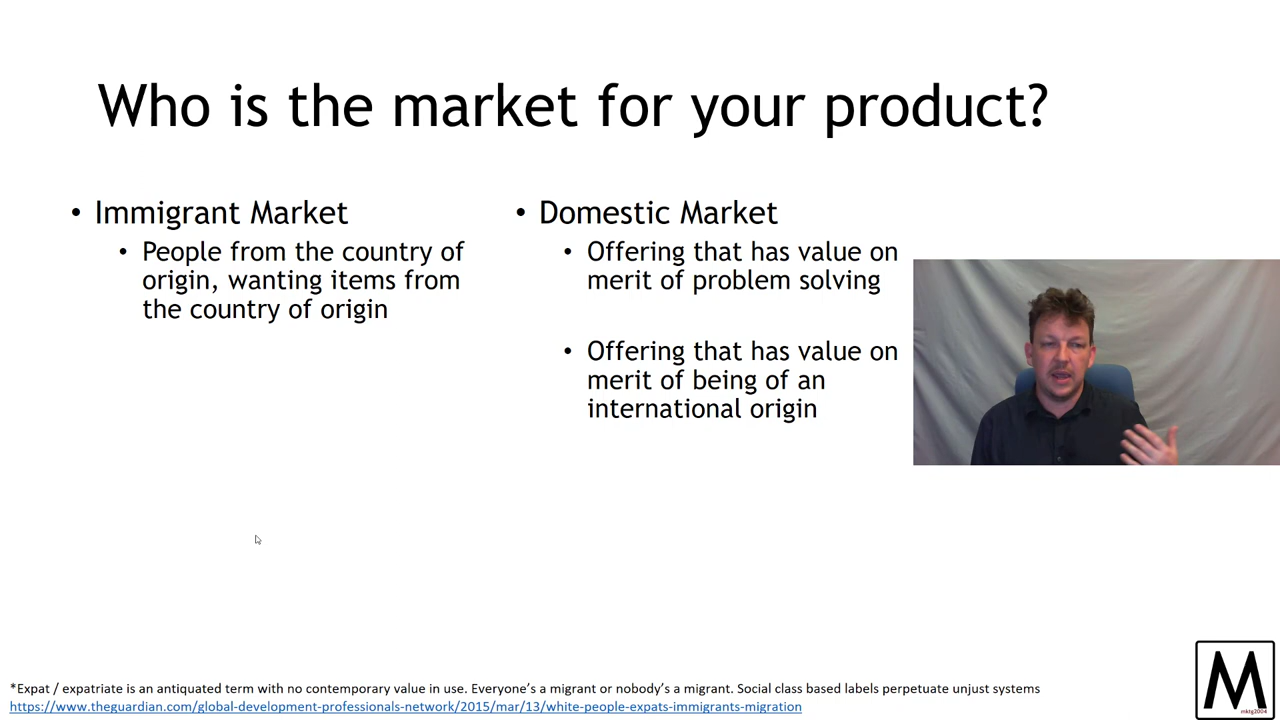 Who is the market for your product?
• Immigrant Market
• People from the country of
origin, wanting items from
the country of origin
• Domestic Market
• Offering that has value on
merit of problem solving
• Offering that has value on
merit of being of an
international origin
*Expat / expatriate is an antiquated term with no contemporary value in use. Everyone's a migrant or nobody's a migrant. Social class based labels perpetuate unjust systems
https://www.theguardian.com/global-development-professionals-network/2015/mar/13/white-people-expats-immigrants-migration
M
mktg2004